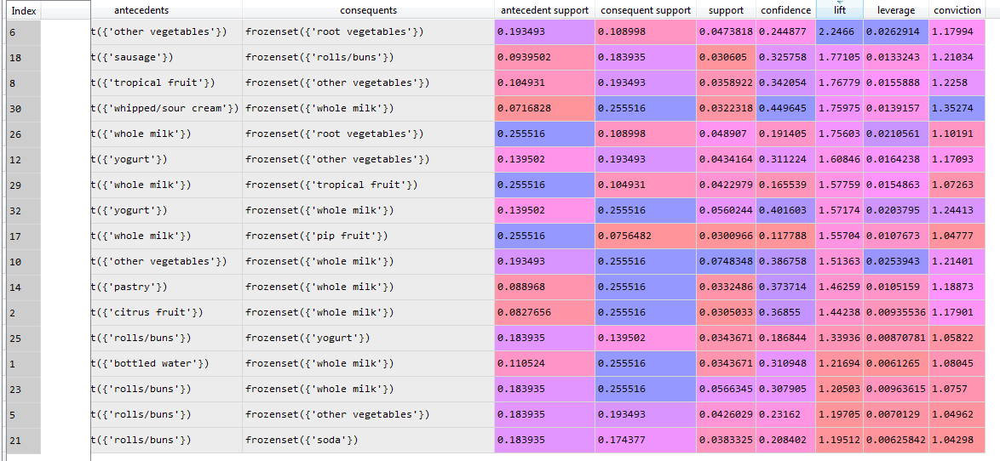 Index antecedents consequents antecedent support consequent support support confidence lift leverage conviction
6 t({'other vegetables'}) frozenset({'root vegetables'}) 0.193493 0.108998 0.0473818 0.244877 2.2466 0.0262914 1.17994
18 t({'sausage'}) frozenset({'rolls/buns'}) 0.0939502 0.183935 0.030605 0.325758 1.77105 0.0133243 1.21034
8 t({'tropical fruit'}) frozenset({'other vegetables'}) 0.104931 0.193493 0.0358922 0.342054 1.76779 0.0155888 1.2258
30 t({'whipped/sour cream'}) frozenset({'whole milk'}) 0.0716828 0.255516 0.0322318 0.449645 1.75975 0.0139157 1.35274
26 t({'whole milk'}) frozenset({'root vegetables'}) 0.255516 0.108998 0.048907 0.191405 1.75603 0.0210561 1.10191
12 t({'yogurt'}) frozenset({'other vegetables'}) 0.139502 0.193493 0.0434164 0.311224 1.60846 0.0164238 1.17093
29 t({'whole milk'}) frozenset({'tropical fruit'}) 0.255516 0.104931 0.0422979 0.165539 1.57759 0.0154863 1.07263
32 t({'yogurt'}) frozenset({'whole milk'}) 0.139502 0.255516 0.0560244 0.401603 1.57174 0.0203795 1.24413
17 t({'whole milk'}) frozenset({'pip fruit'}) 0.255516 0.0756482 0.0300966 0.117788 1.55704 0.0107673 1.04777
10 t({'other vegetables'}) frozenset({'whole milk'}) 0.193493 0.255516 0.0748348 0.386758 1.51363 0.0253943 1.21401
14 t({'pastry'}) frozenset({'whole milk'}) 0.088968 0.255516 0.0332486 0.373714 1.46259 0.0105159 1.18873
2 t({'citrus fruit'}) frozenset({'whole milk'}) 0.0827656 0.255516 0.0305033 0.36855 1.44238 0.00935536 1.17901
25 t({'rolls/buns'}) frozenset({'yogurt'}) 0.183935 0.139502 0.0343671 0.186844 1.33936 0.00870781 1.05822
1 t({'bottled water'}) frozenset({'whole milk'}) 0.110524 0.255516 0.0343671 0.310948 1.21694 0.0061265 1.08045
23 t({'rolls/buns'}) frozenset({'whole milk'}) 0.183935 0.255516 0.0566345 0.307905 1.20503 0.00963615 1.0757
5 t({'rolls/buns'}) frozenset({'other vegetables'}) 0.183935 0.193493 0.0426029 0.23162 1.19705 0.0070129 1.04962
21 t({'rolls/buns'}) frozenset({'soda'}) 0.183935 0.174377 0.0383325 0.208402 1.19512 0.00625842 1.04298